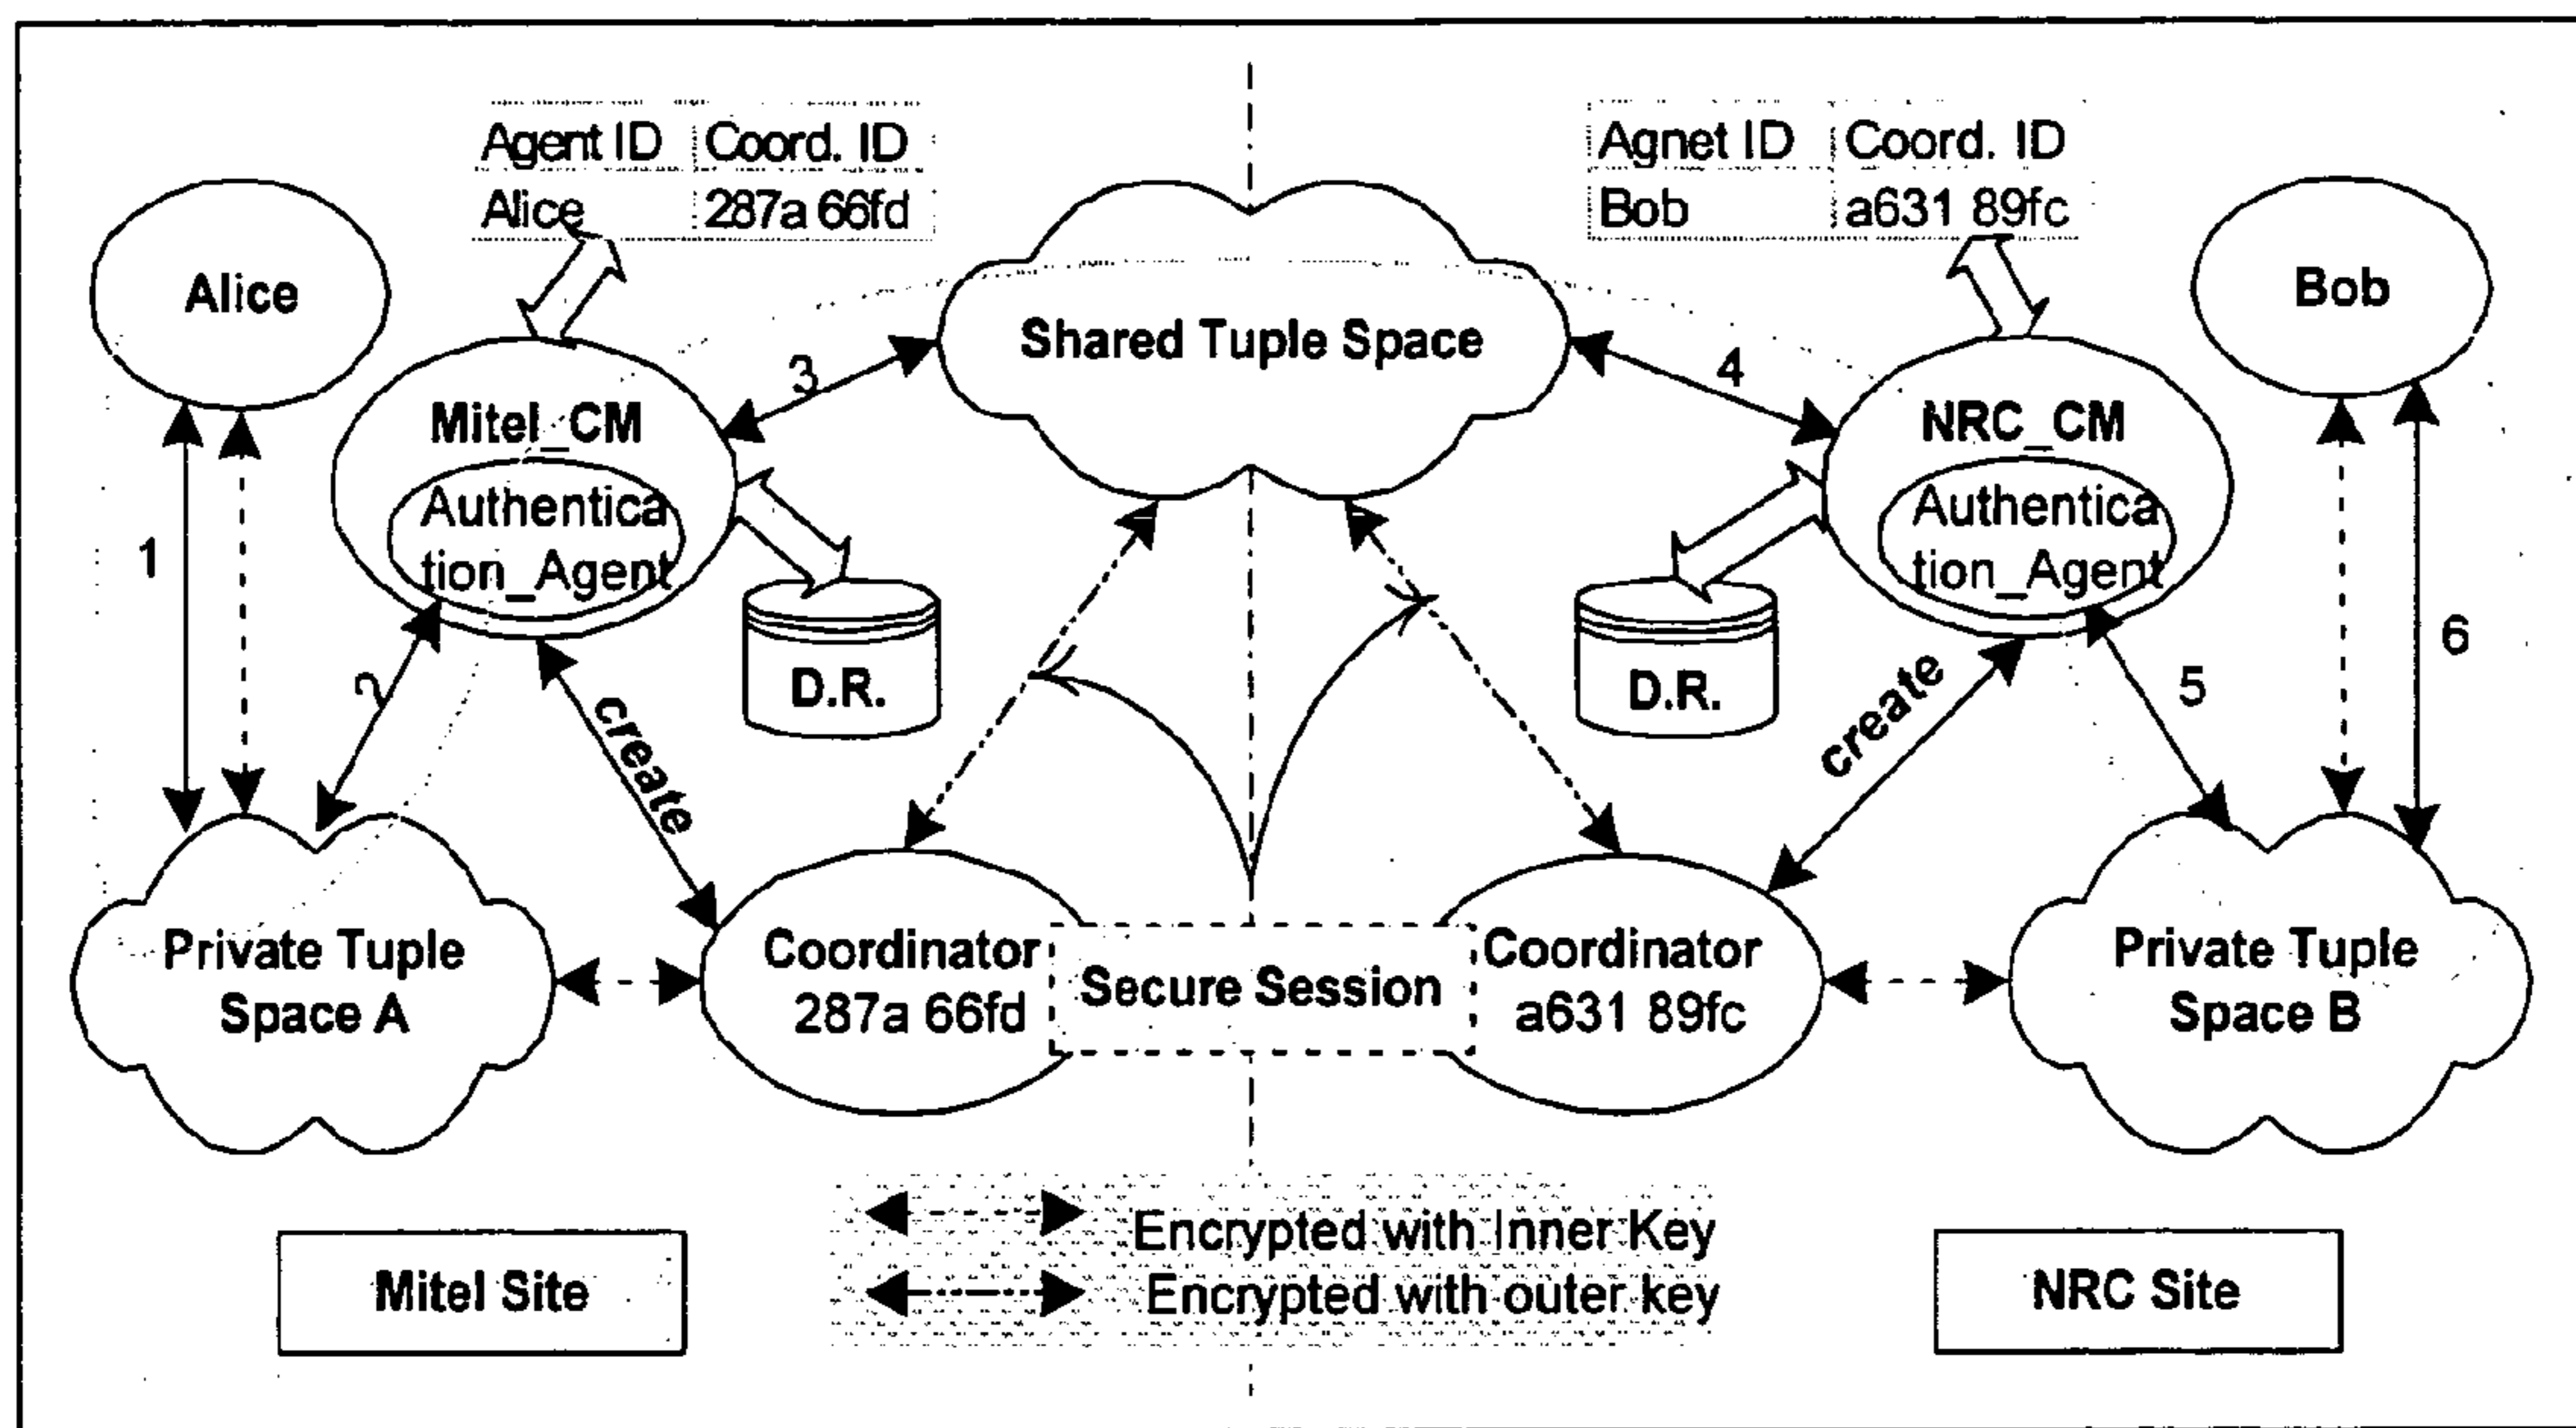 Agent ID Coord. ID
Alice 287a 66fd
Agnet ID Coord. ID
Bob a631 89fc
Alice
Bob
Shared Tuple Space
Mitel_CM
Authentica
tion_Agent
NRC_CM
Authentica
tion_Agent
1
2
3
4
5
6
D.R.
D.R.
create
create
Private Tuple
Space A
Coordinator
287a 66fd
Secure Session
Coordinator
a631 89fc
Private Tuple
Space B
Encrypted with Inner Key
Encrypted with outer key
Mitel Site
NRC Site